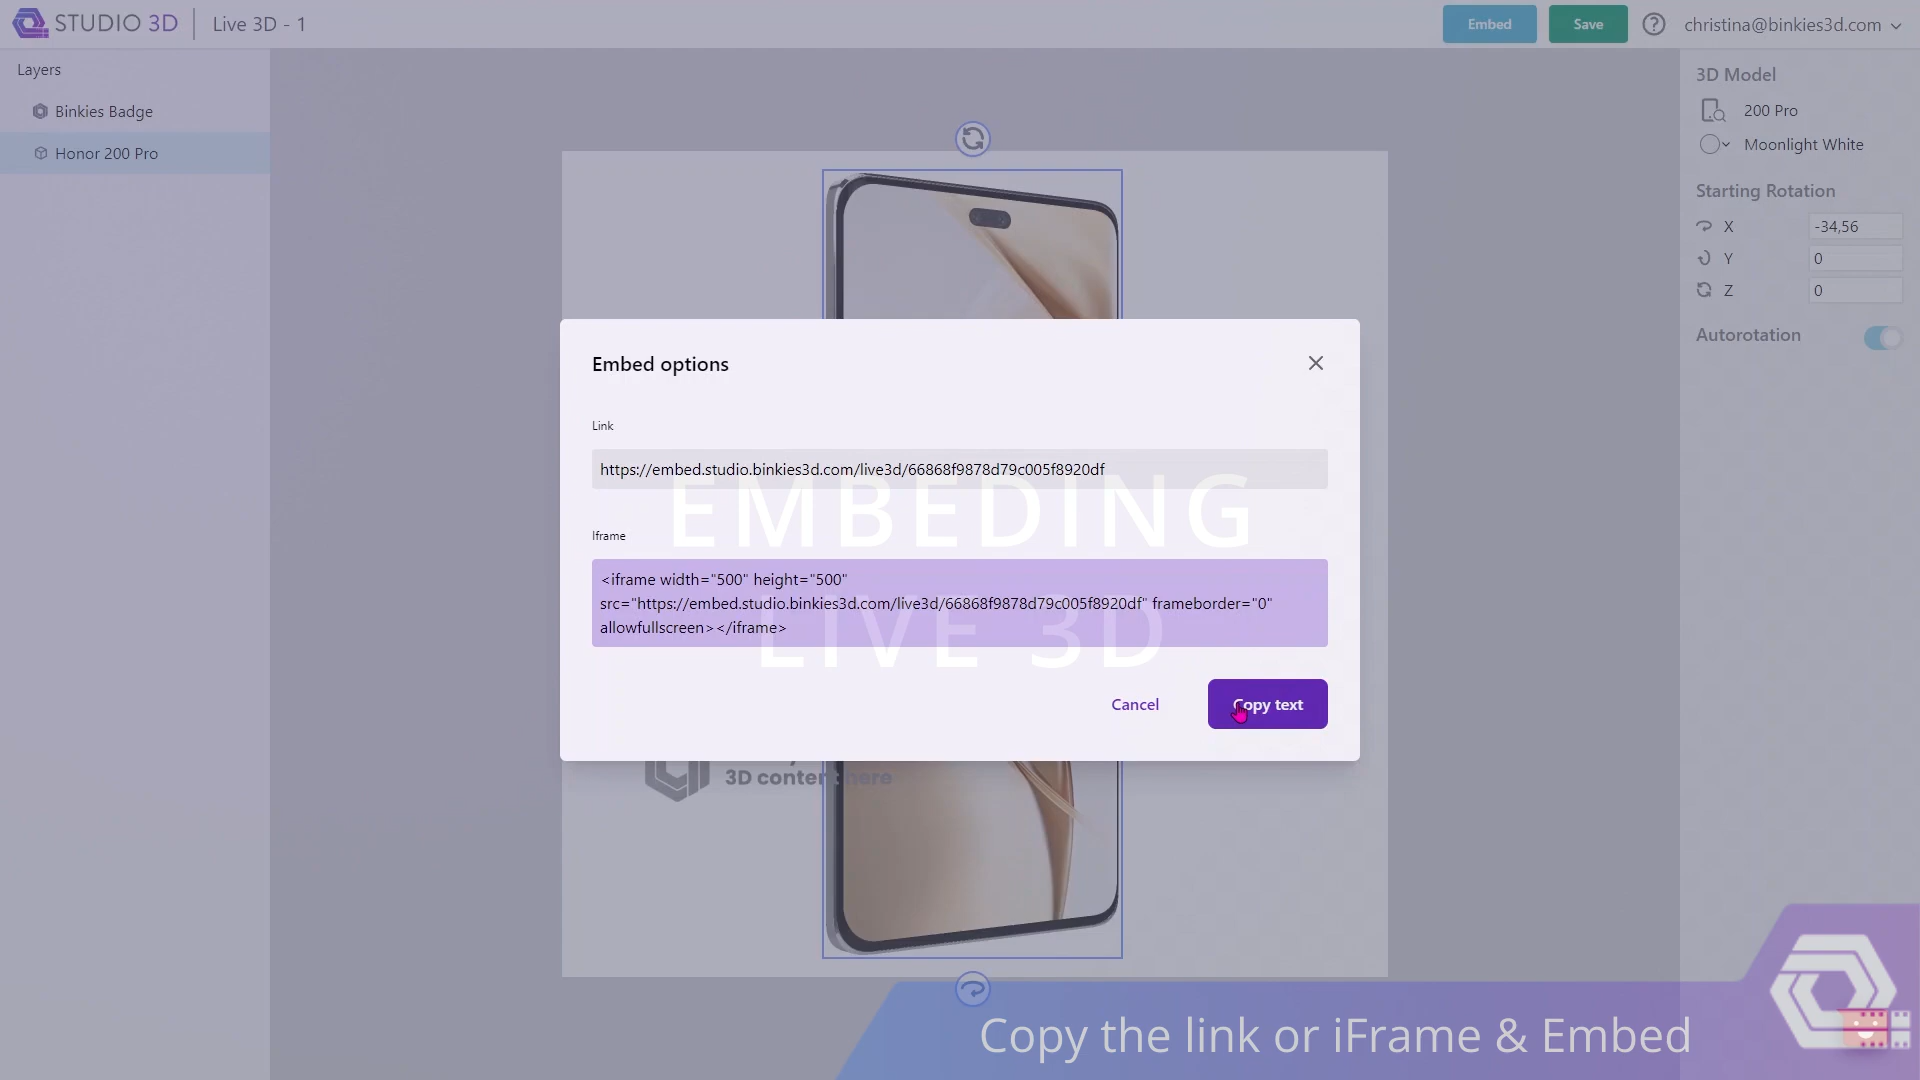 STUDIO 3D
Live 3D - 1
Embed
Save
christina@binkies3d.com
Layers
Binkies Badge
Honor 200 Pro
3D Model
200 Pro
Moonlight White
Starting Rotation
X
-34,56
Y
0
Z
0
Autorotation
Embed options
Link
https://embed.studio.binkies3d.com/live3d/66868f9878d79c005f8920df
EMBEDING
Iframe
<iframe width="500" height="500"
src="https://embed.studio.binkies3d.com/live3d/66868f9878d79c005f8920df" frameborder="0"
allowfullscreen></iframe>
LIVE 3D
Cancel
Copy text
3D content here
Copy the link or iFrame & Embed